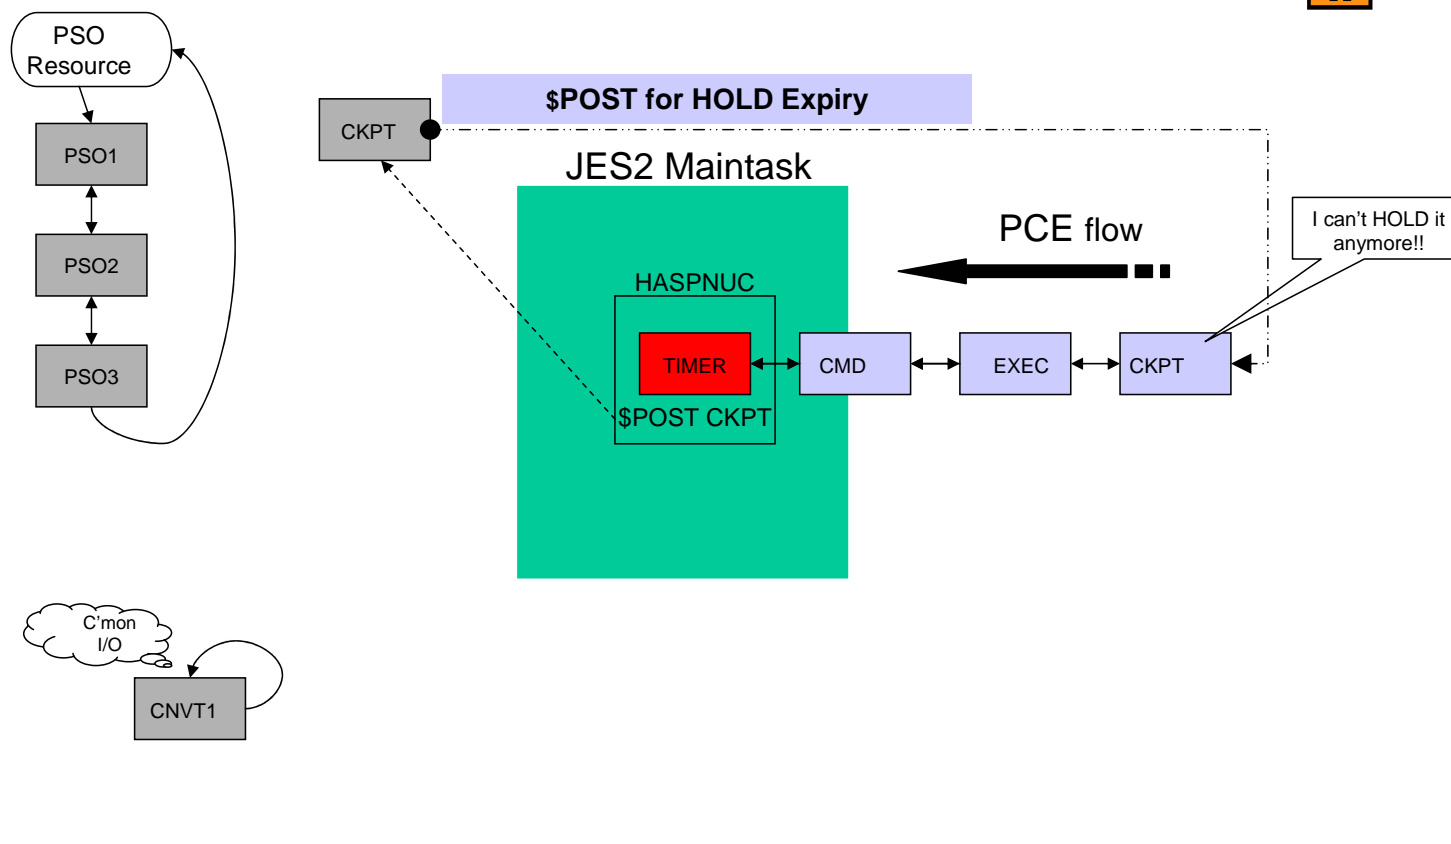 PSO
Resource
$POST for HOLD Expiry
CKPT
PSO1
JES2 Maintask
I can't HOLD it
anymore!!
PCE flow
PSO2
HASPNUC
TIMER
CMD
EXEC
CKPT
PSO3
$POST CKPT
C'mon
I/O
CNVT1